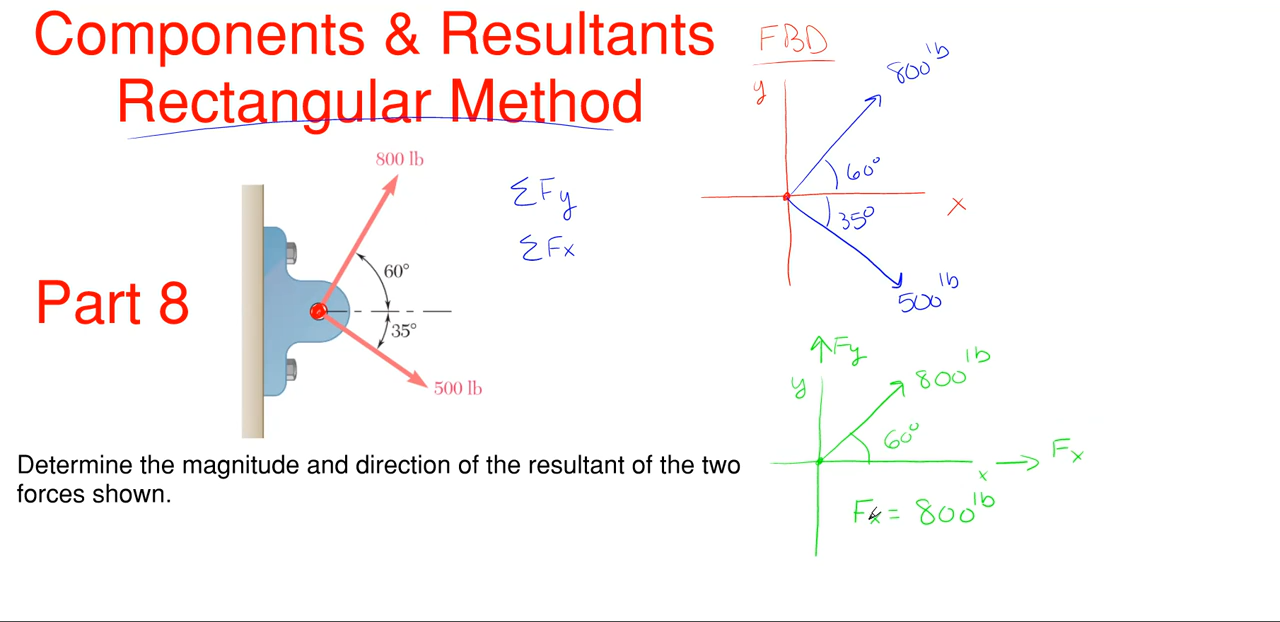 Components & Resultants
Rectangular Method
800 lb
60°
35°
500 lb
ΣFy
ΣFx
Part 8
Determine the magnitude and direction of the resultant of the two
forces shown.
FBD
y
800 lb
60°
x
35°
500 lb
Fy
y
800 lb
60°
x
Fx
Fx = 800 lb